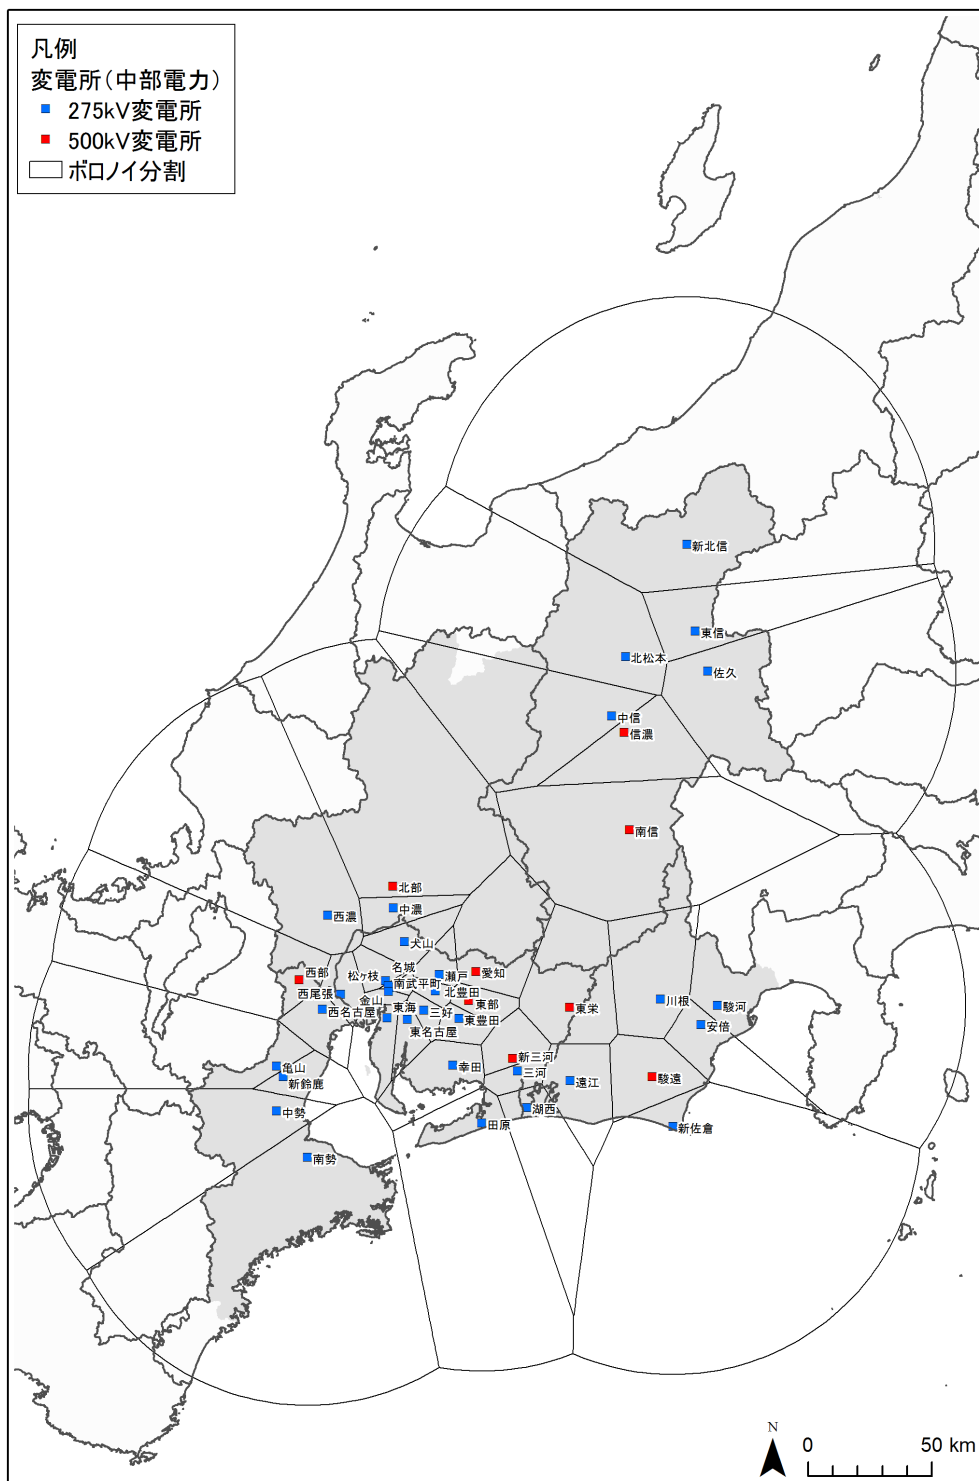 凡例
変電所(中部電力)
275kV変電所
500kV変電所
ボロノイ分割
新北信
東信
北松本
佐久
中信
信濃
南信
北部
中濃
西濃
犬山
西部
名城
松ヶ枝
瀬戸
愛知
南武平町
西尾張
北豊田
金山
東部
西名古屋
東海
三好
東豊田
東名古屋
東栄
川根
駿河
安倍
新三河
亀山
幸田
三河
新鈴鹿
遠江
駿遠
中勢
湖西
田原
新佐倉
南勢
N
0 50 km